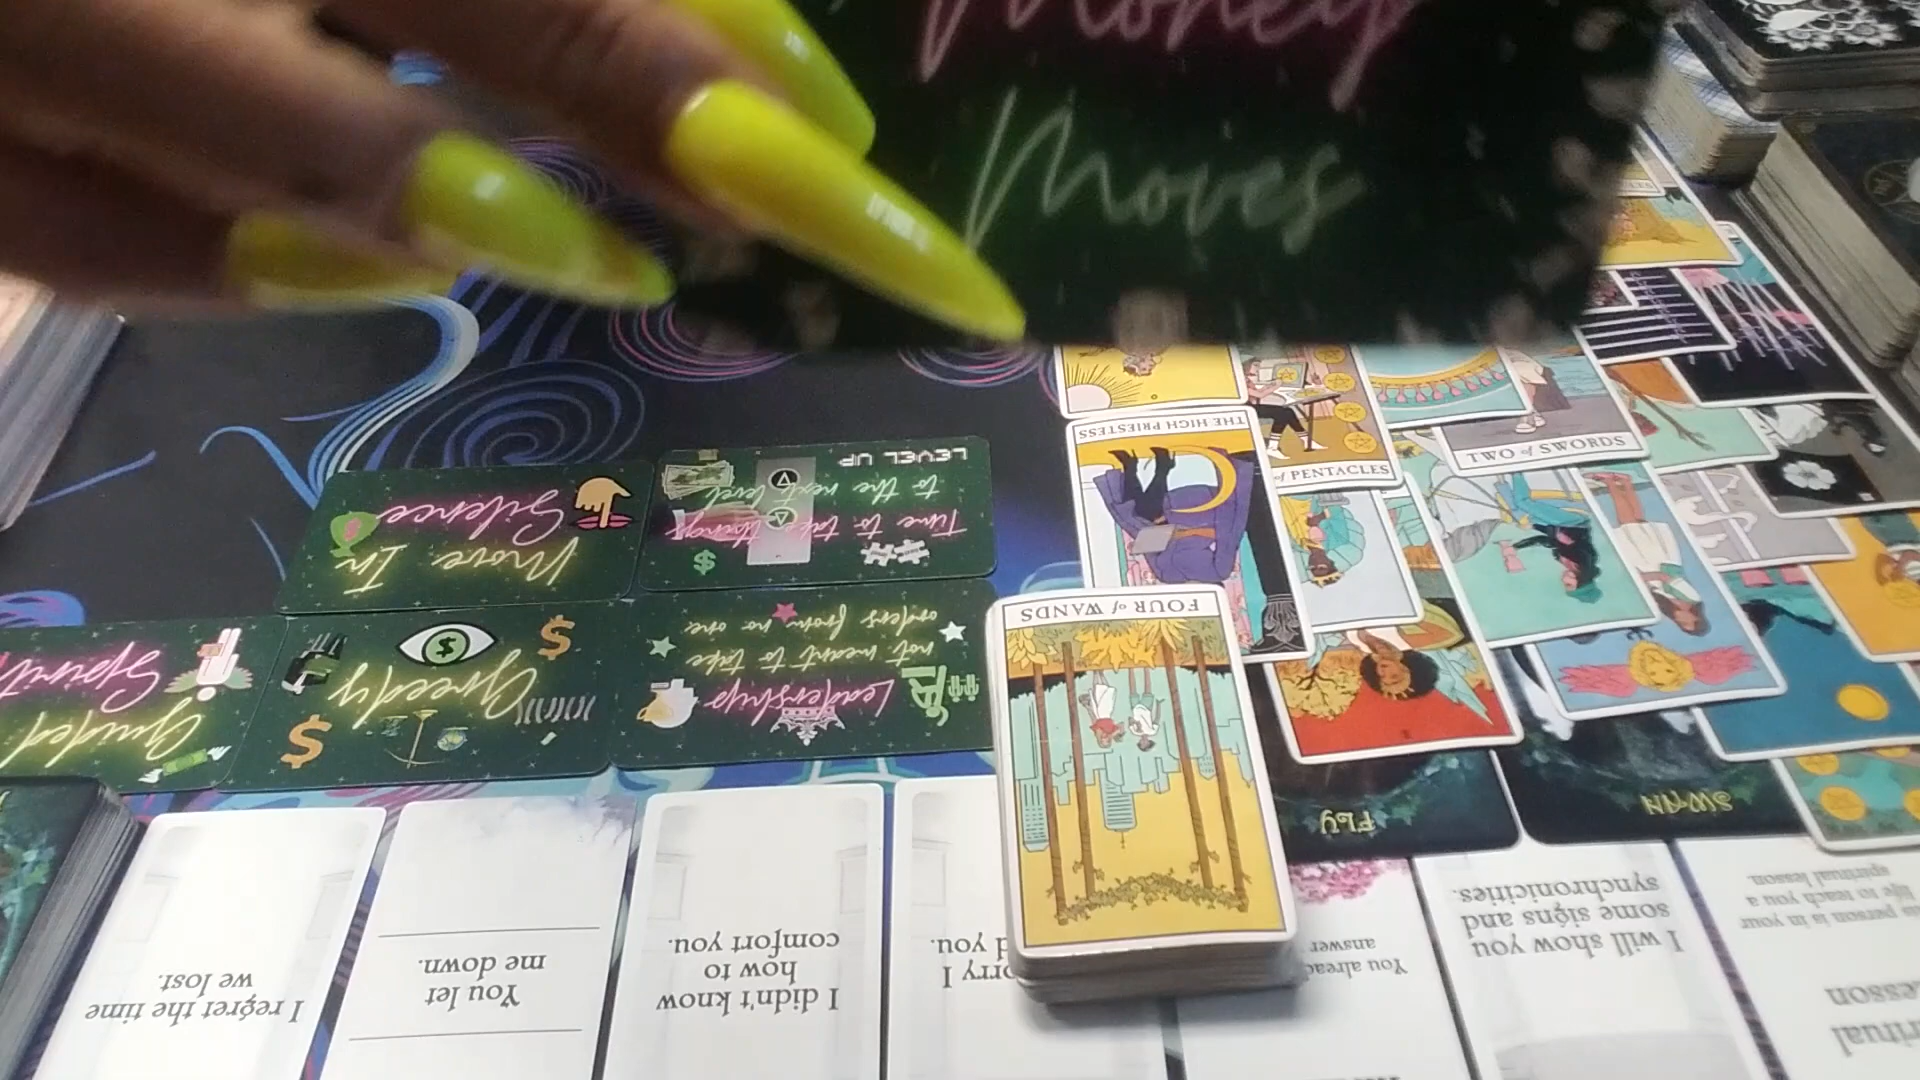 Money
Moves
THE HIGH PRIESTESS
of PENTACLES
TWO of SWORDS
Move In
Silence
Time to take things
to the next level
LEVEL UP
Guided
Spirit
Greedy
Leadership
not meant to take
orders from no one
FOUR of WANDS
FLY
SWAN
I regret the time
we lost.
You let
me down.
I didn't know
how to
comfort you.
I
you.
You
answer
I will show you
some signs and
synchronicities.
person is in your
life to teach you a
spiritual lesson.